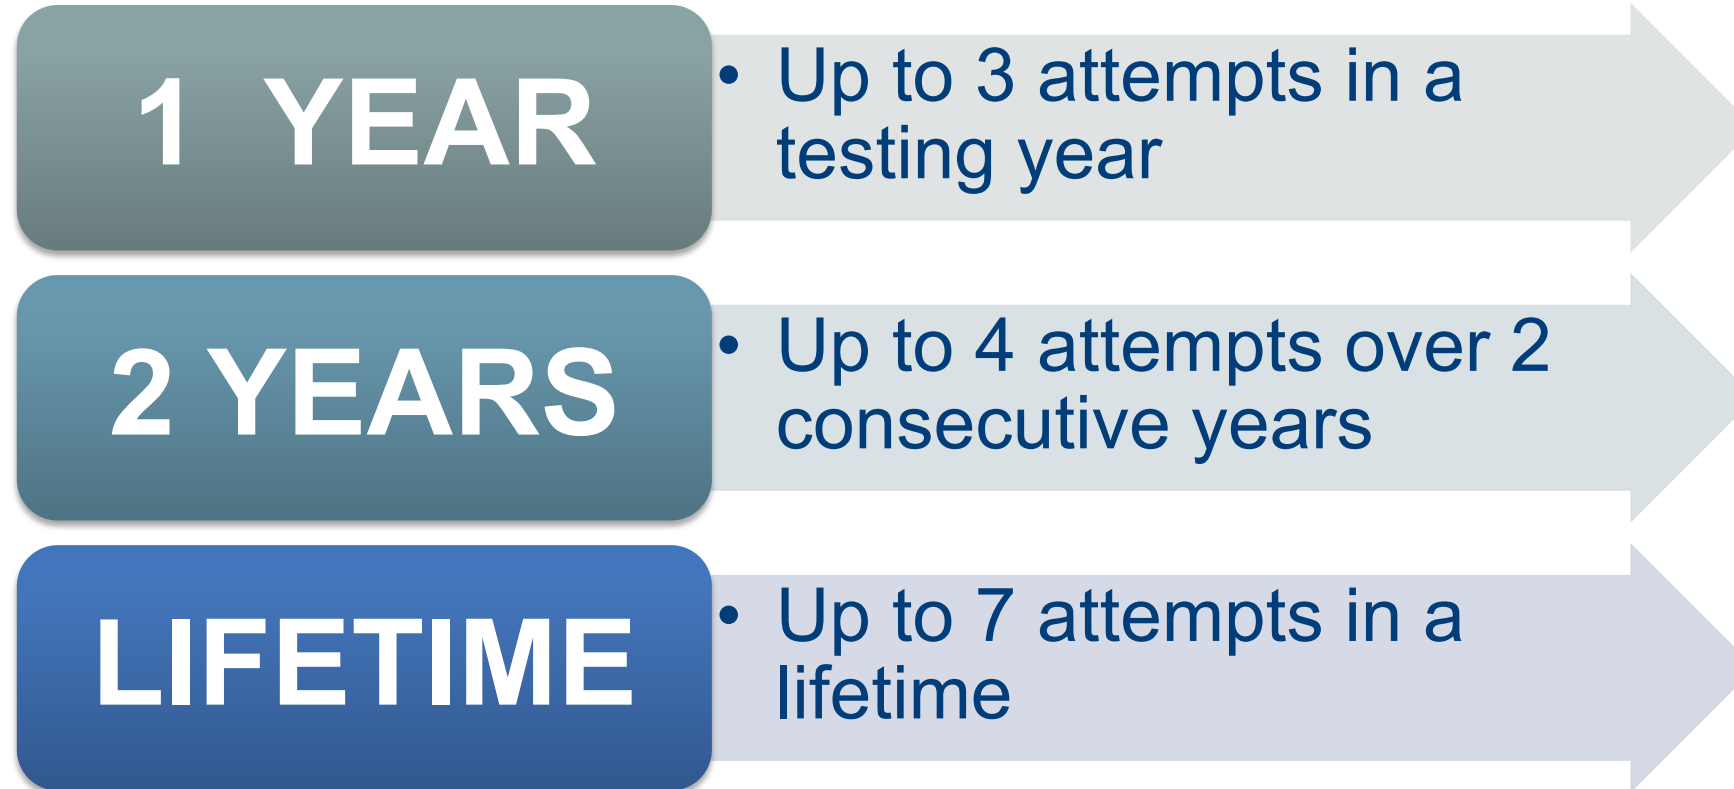 1 YEAR
• Up to 3 attempts in a
testing year
2 YEARS
• Up to 4 attempts over 2
consecutive years
LIFETIME
• Up to 7 attempts in a
lifetime